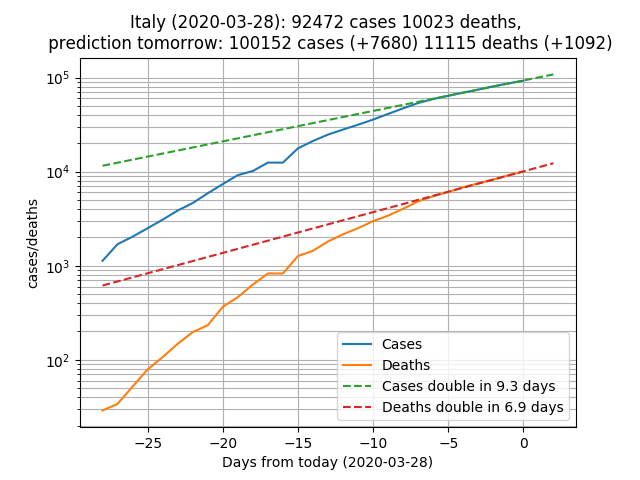 Italy (2020-03-28): 92472 cases 10023 deaths,
prediction tomorrow: 100152 cases (+7680) 11115 deaths (+1092)
10^5
10^4
10^3
10^2
cases/deaths
Cases
Deaths
Cases double in 9.3 days
Deaths double in 6.9 days
−25 −20 −15 −10 −5 0
Days from today (2020-03-28)